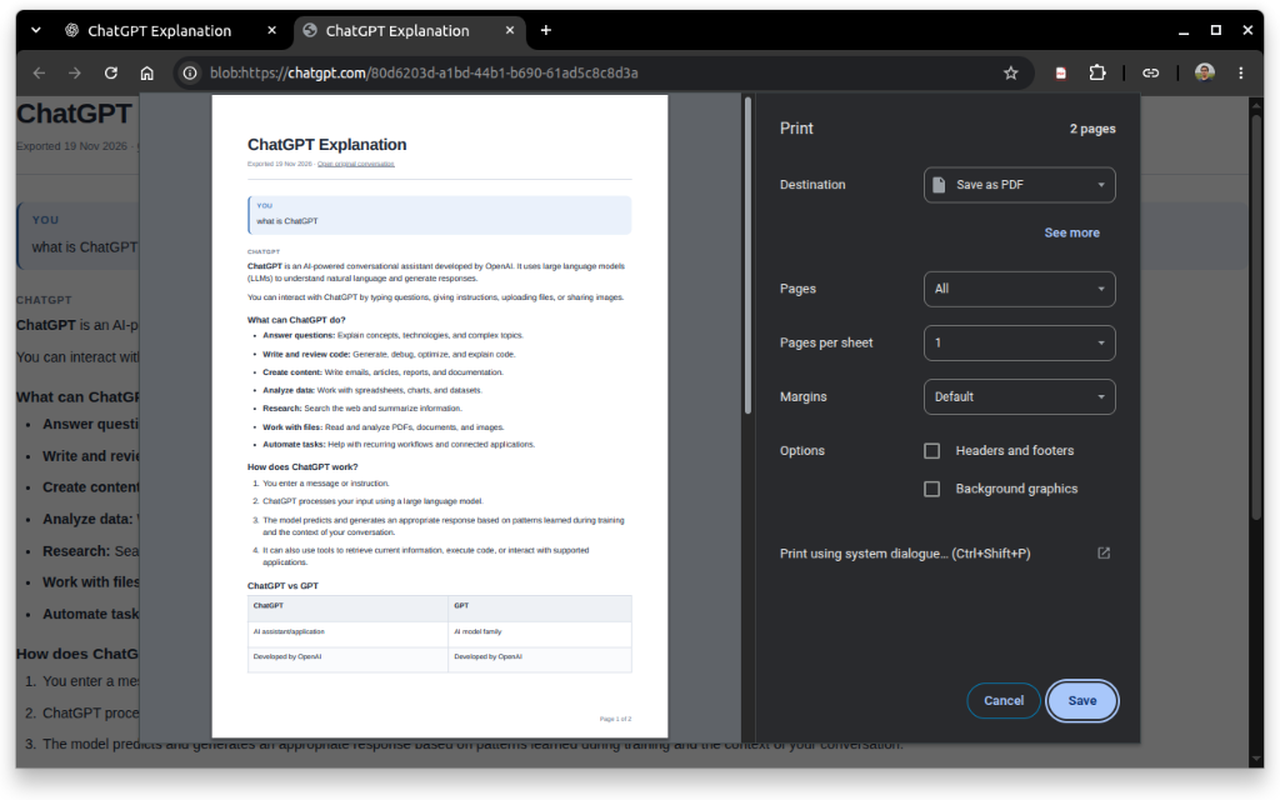 ChatGPT Explanation
ChatGPT Explanation
blob:https://chatgpt.com/80d6203d-a1bd-44b1-b690-61ad5c8c8d3a
ChatGPT
Exported 19 Nov 2026 ·
YOU
what is ChatGPT
CHATGPT
ChatGPT is an AI-p
You can interact wit
What can ChatG
Answer questi
Write and revie
Create content
Analyze data:
Research: Sea
Work with files
Automate task
How does ChatG
1. You enter a me
2. ChatGPT proce
3. The model predicts and generates an appropriate response based on patterns learned during training and the context of your conversation.
ChatGPT Explanation
Exported 19 Nov 2026 · Open original conversation
YOU
what is ChatGPT
CHATGPT
ChatGPT is an AI-powered conversational assistant developed by OpenAI. It uses large language models
(LLMs) to understand natural language and generate responses.
You can interact with ChatGPT by typing questions, giving instructions, uploading files, or sharing images.
What can ChatGPT do?
• Answer questions: Explain concepts, technologies, and complex topics.
• Write and review code: Generate, debug, optimize, and explain code.
• Create content: Write emails, articles, reports, and documentation.
• Analyze data: Work with spreadsheets, charts, and datasets.
• Research: Search the web and summarize information.
• Work with files: Read and analyze PDFs, documents, and images.
• Automate tasks: Help with recurring workflows and connected applications.
How does ChatGPT work?
1. You enter a message or instruction.
2. ChatGPT processes your input using a large language model.
3. The model predicts and generates an appropriate response based on patterns learned during training
and the context of your conversation.
4. It can also use tools to retrieve current information, execute code, or interact with supported
applications.
ChatGPT vs GPT
ChatGPT GPT
AI assistant/application AI model family
Developed by OpenAI Developed by OpenAI
Page 1 of 2
Print 2 pages
Destination Save as PDF
See more
Pages All
Pages per sheet 1
Margins Default
Options Headers and footers
Background graphics
Print using system dialogue... (Ctrl+Shift+P)
Cancel Save